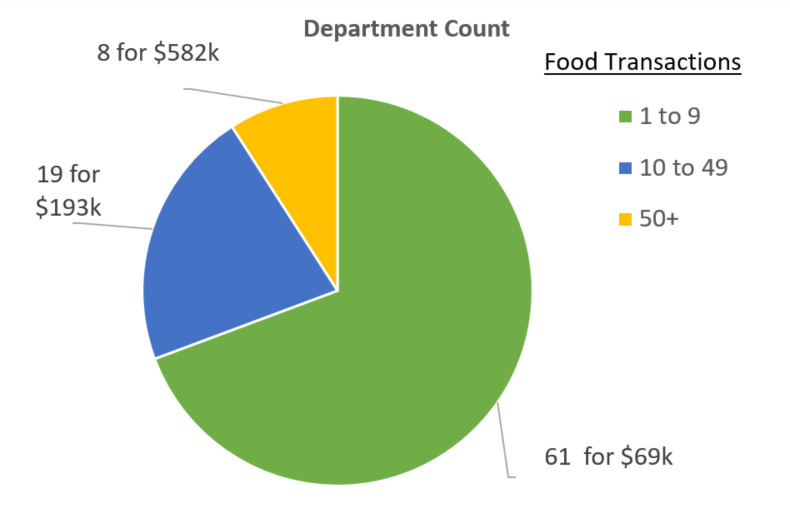 Department Count
8 for $582k
Food Transactions
1 to 9
10 to 49
50+
19 for
$193k
61  for $69k